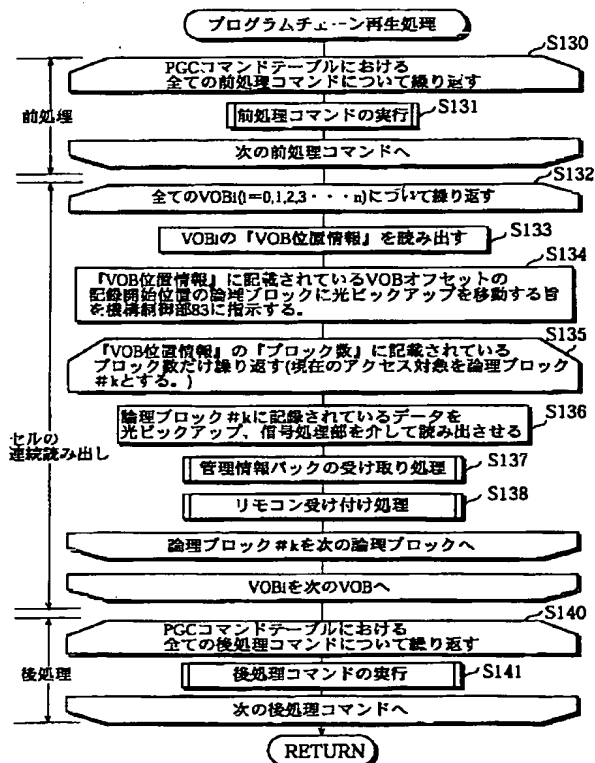 プログラムチェーン再生処理
S130
PGCコマンドテーブルにおける
全ての前処理コマンドについて繰り返す
S131
前処理
前処理コマンドの実行
次の前処理コマンドへ
S132
全てのVOBi(i=0,1,2,3・・・n)について繰り返す
S133
VOBiの『VOB位置情報』を読み出す
S134
『VOB位置情報』に記載されているVOBオフセットの
記録開始位置の論理ブロックに光ピックアップを移動する旨
を機構制御部83に指示する。
S135
『VOB位置情報』の『ブロック数』に記載されている
ブロック数だけ繰り返す(現在のアクセス対象を論理ブロック
#kとする。)
S136
論理ブロック#kに記録されているデータを
光ピックアップ、信号処理部を介して読み出させる
セルの
連続読み出し
S137
管理情報パックの受け取り処理
S138
リモコン受け付け処理
論理ブロック#kを次の論理ブロックへ
VOBiを次のVOBへ
S140
PGCコマンドテーブルにおける
全ての後処理コマンドについて繰り返す
後処理
後処理コマンドの実行
S141
次の後処理コマンドへ
RETURN